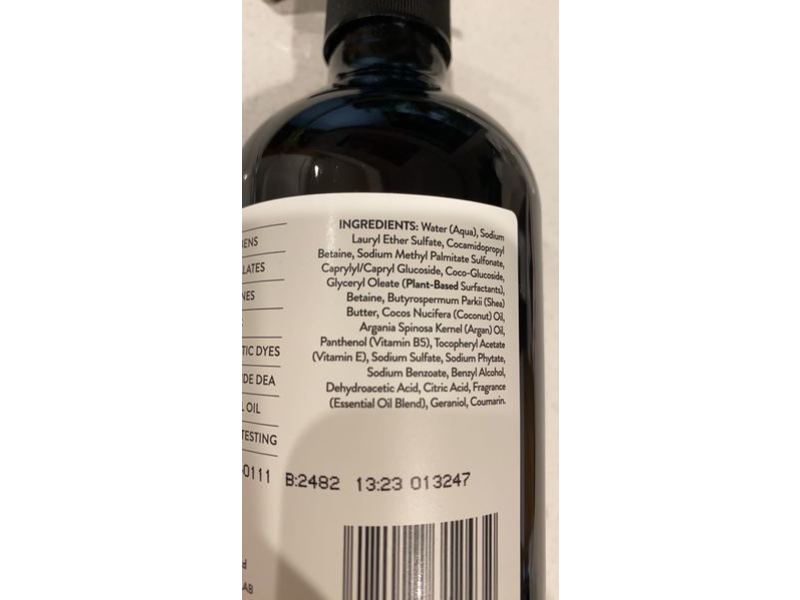 INGREDIENTS: Water (Aqua), Sodium
Lauryl Ether Sulfate, Cocamidopropyl
Betaine, Sodium Methyl Palmitate Sulfonate,
Caprylyl/Capryl Glucoside, Coco-Glucoside,
Glyceryl Oleate (Plant-Based Surfactants),
Betaine, Butyrospermum Parkii (Shea)
Butter, Cocos Nucifera (Coconut) Oil,
Argania Spinosa Kernel (Argan) Oil,
Panthenol (Vitamin B5), Tocopheryl Acetate
(Vitamin E), Sodium Sulfate, Sodium Phytate,
Sodium Benzoate, Benzyl Alcohol,
Dehydroacetic Acid, Citric Acid, Fragrance
(Essential Oil Blend), Geraniol, Coumarin.
ENS
LATES
NES
TIC DYES
DE DEA
L OIL
TESTING
0111 B:2482 13:23 013247